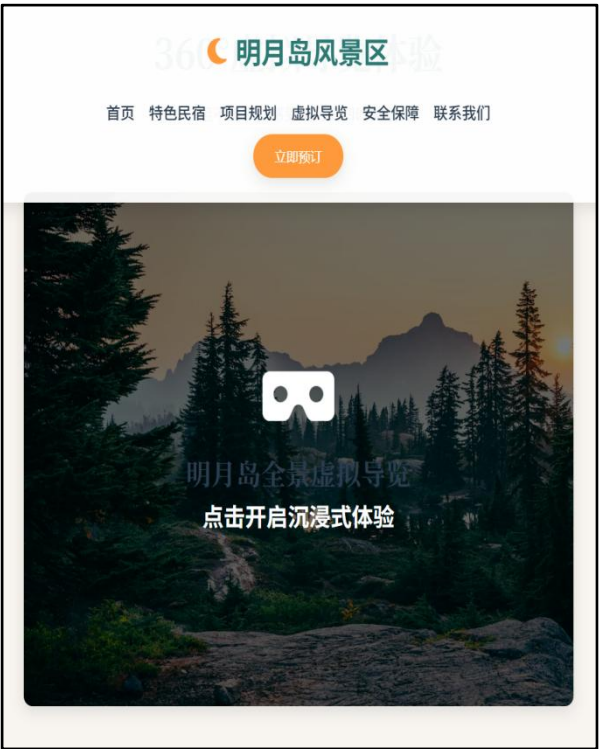 明月岛风景区
首页 特色民宿 项目规划 虚拟导览 安全保障 联系我们
立即预订
明月岛全景虚拟导览
点击开启沉浸式体验